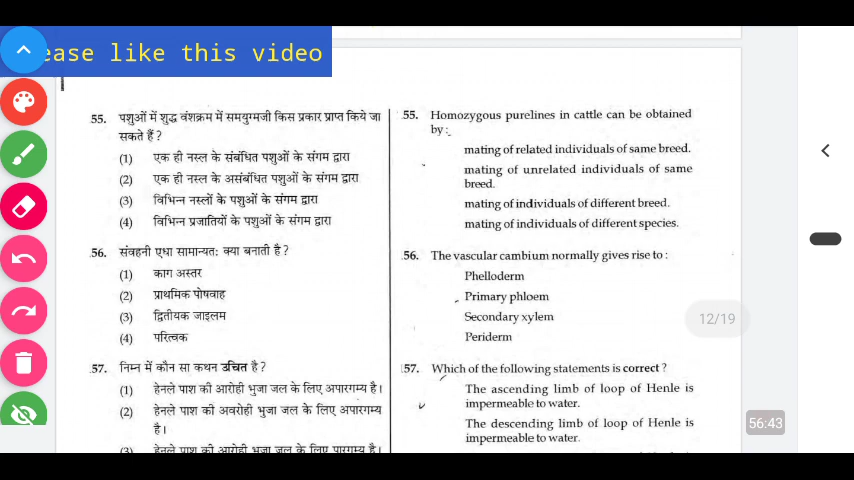 ease like this video
55. पशुओं में शुद्ध वंशक्रम में समयुग्मजी किस प्रकार प्राप्त किये जा
सकते हैं ?
(1) एक ही नस्ल के संबंधित पशुओं के संगम द्वारा
(2) एक ही नस्ल के असंबंधित पशुओं के संगम द्वारा
(3) विभिन्न नस्लों के पशुओं के संगम द्वारा
(4) विभिन्न प्रजातियों के पशुओं के संगम द्वारा
56. संवहनी एधा सामान्यतः क्या बनाती है ?
(1) काग अस्तर
(2) प्राथमिक पोषवाह
(3) द्वितीयक जाइलम
(4) परित्वक
57. निम्न में कौन सा कथन उचित है ?
(1) हेनले पाश की आरोही भुजा जल के लिए अपारगम्य है।
(2) हेनले पाश की अवरोही भुजा जल के लिए अपारगम्य
है।
(3) हेनले पाश की आरोही भुजा जल के लिए पारगम्य है।
55. Homozygous purelines in cattle can be obtained
by :
mating of related individuals of same breed.
mating of unrelated individuals of same
breed.
mating of individuals of different breed.
mating of individuals of different species.
56. The vascular cambium normally gives rise to :
Phelloderm
Primary phloem
Secondary xylem
Periderm
57. Which of the following statements is correct ?
The ascending limb of loop of Henle is
impermeable to water.
The descending limb of loop of Henle is
impermeable to water.
12/19
56:43